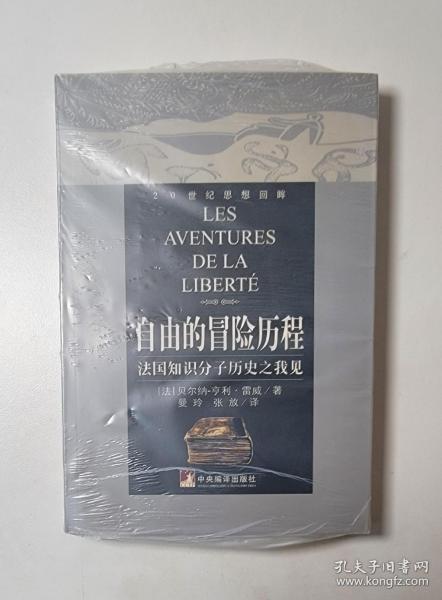 20世纪思想回眸
LES
AVENTURES
DE LA
LIBERTÉ
自由的冒险历程
法国知识分子历史之我见
[法]贝尔纳-亨利·雷威/著
曼玲 张放/译
CCTP
中央编译出版社
孔夫子旧书网
www.kongfz.com